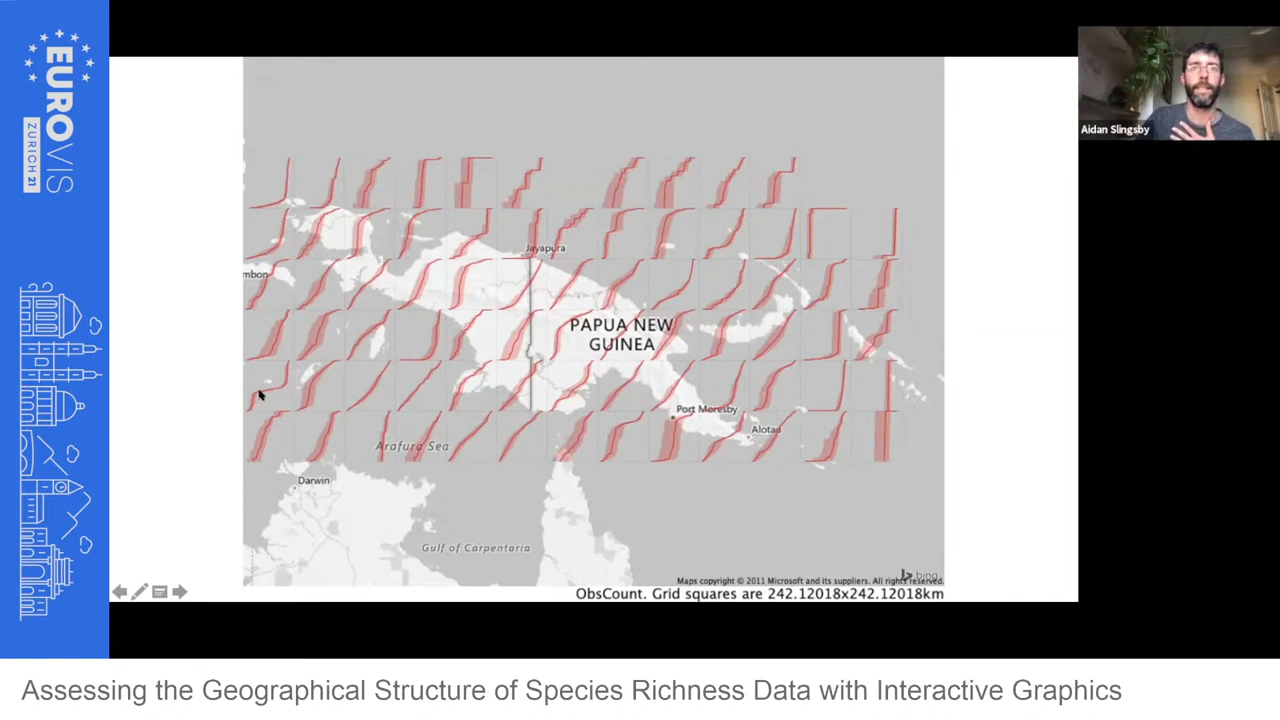 EUROVIS
ZURICH 21
Aidan Slingsby
Jayapura
mbon
PAPUA NEW
GUINEA
Port Moresby
Alotau
Arafura Sea
Darwin
Gulf of Carpentaria
bing
Maps copyright © 2011 Microsoft and its suppliers. All rights reserved.
ObsCount. Grid squares are 242.12018x242.12018km
Assessing the Geographical Structure of Species Richness Data with Interactive Graphics